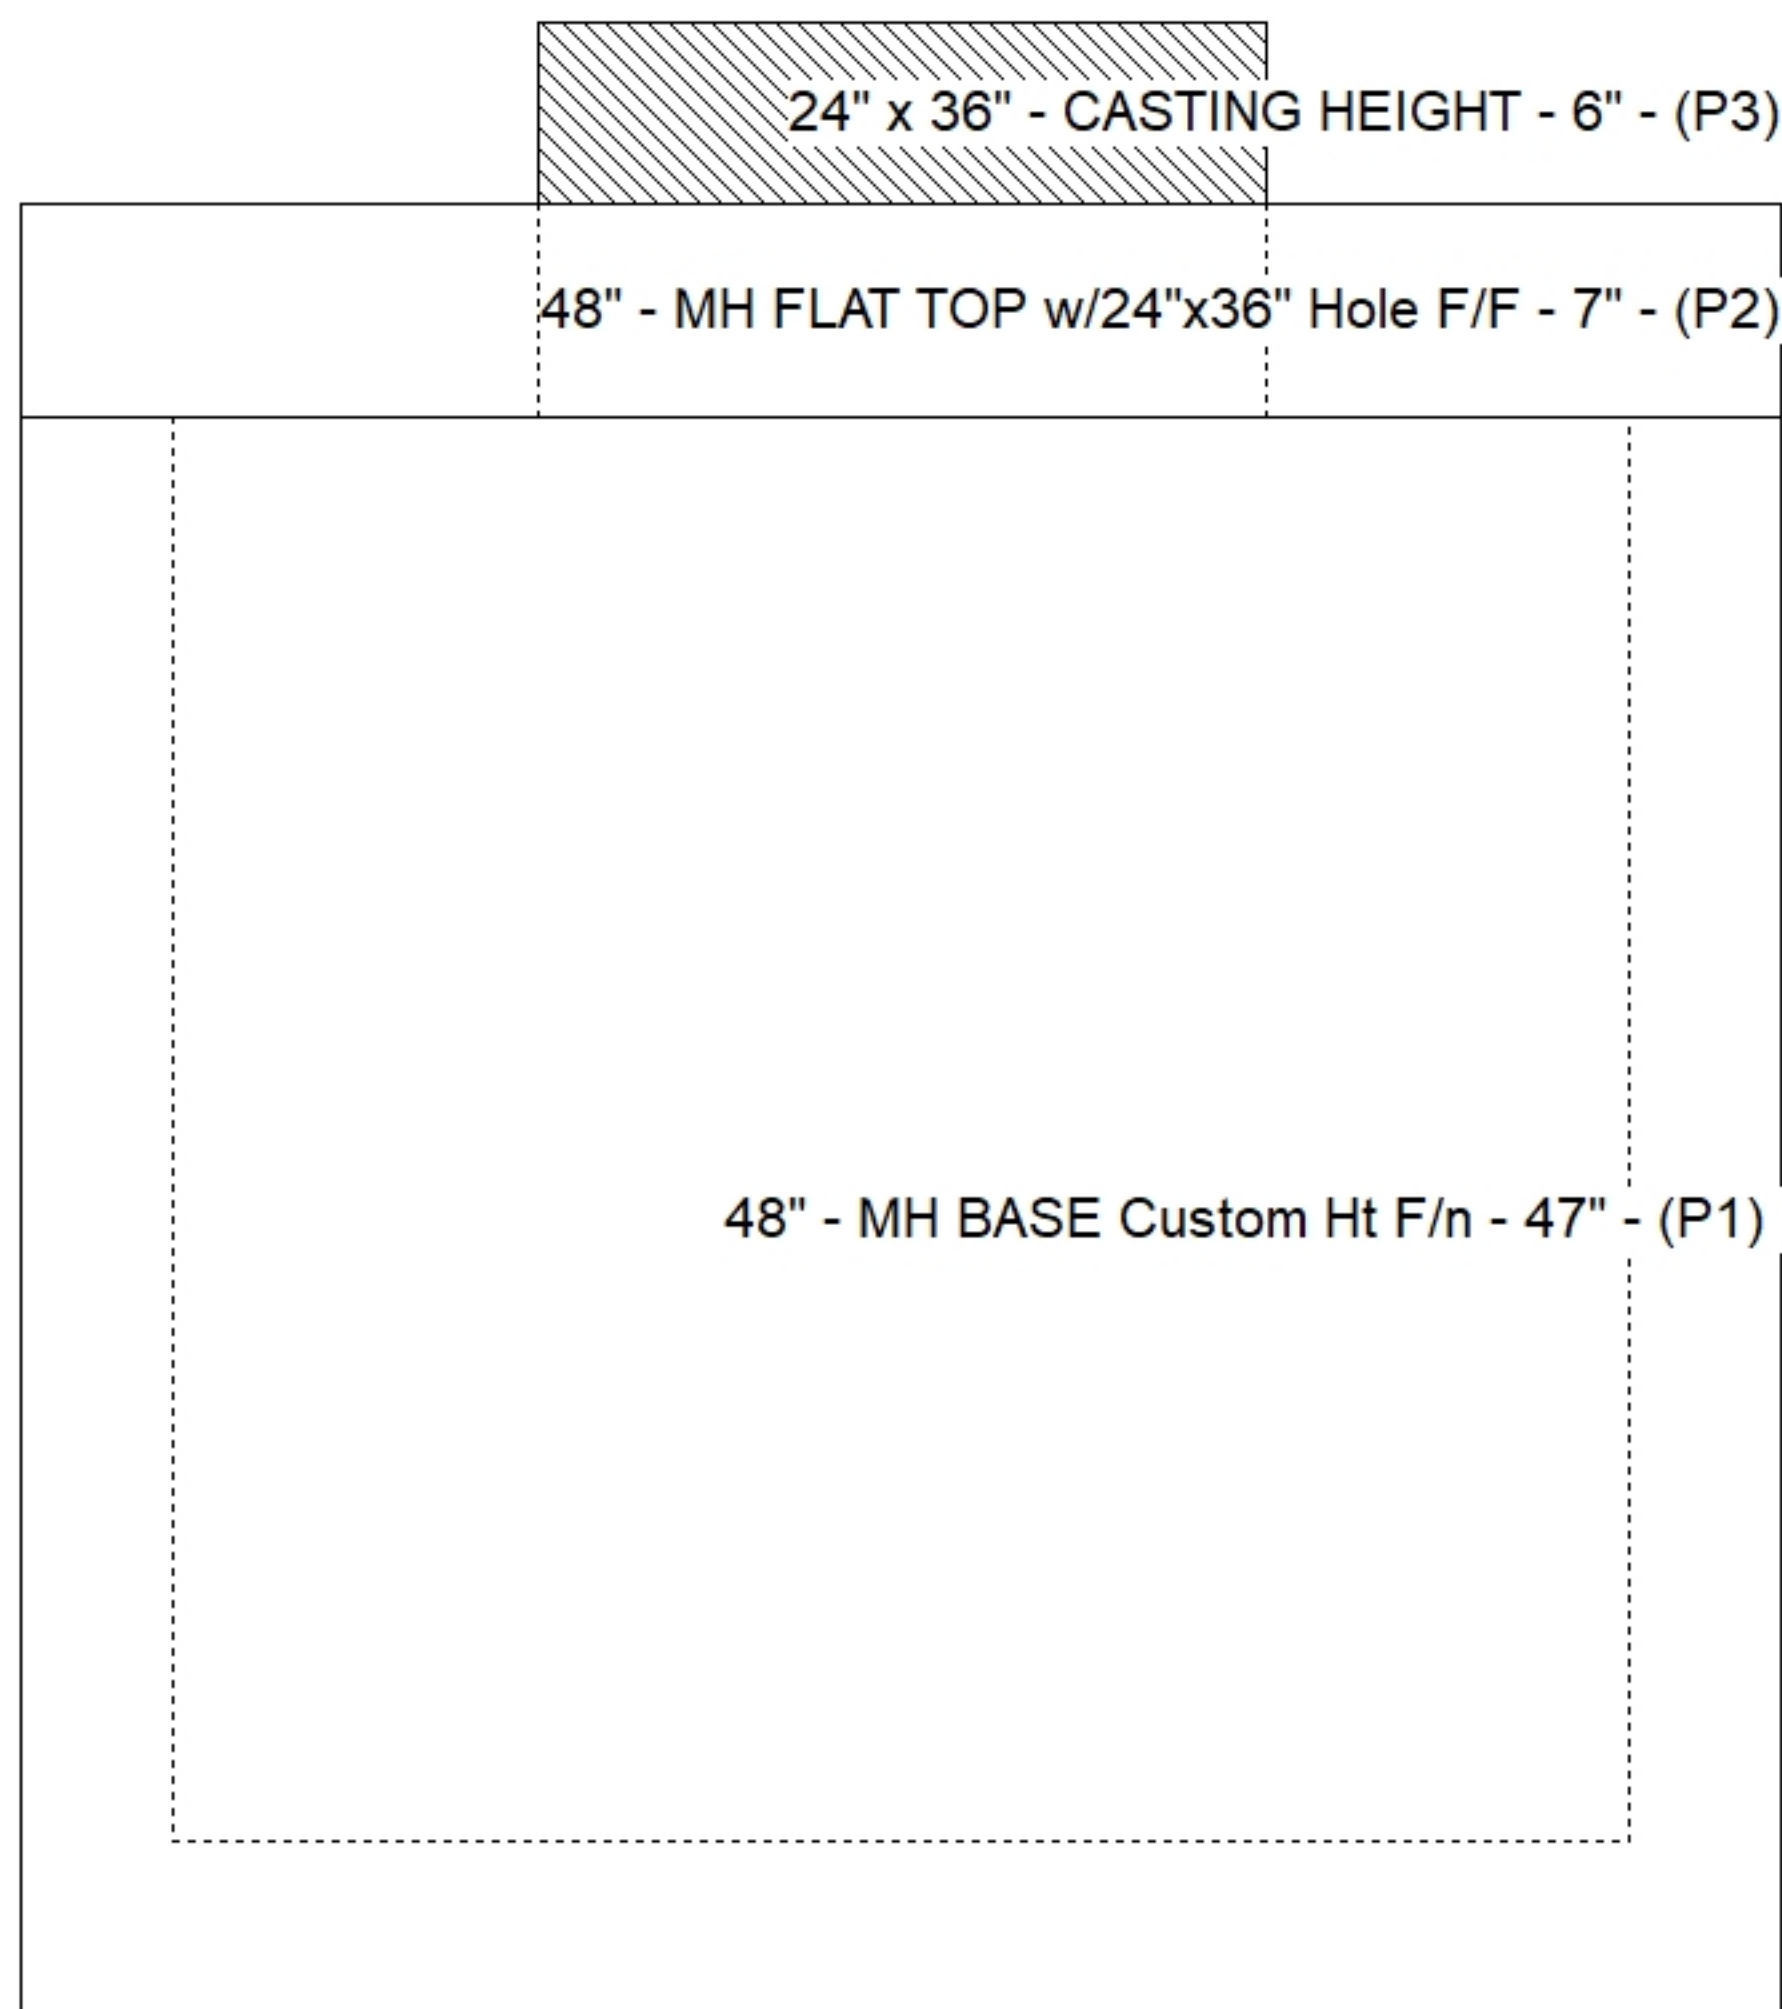 24" x 36" - CASTING HEIGHT - 6" - (P3)
48" - MH FLAT TOP w/24"x36" Hole F/F - 7" - (P2)
48" - MH BASE Custom Ht F/n - 47" - (P1)